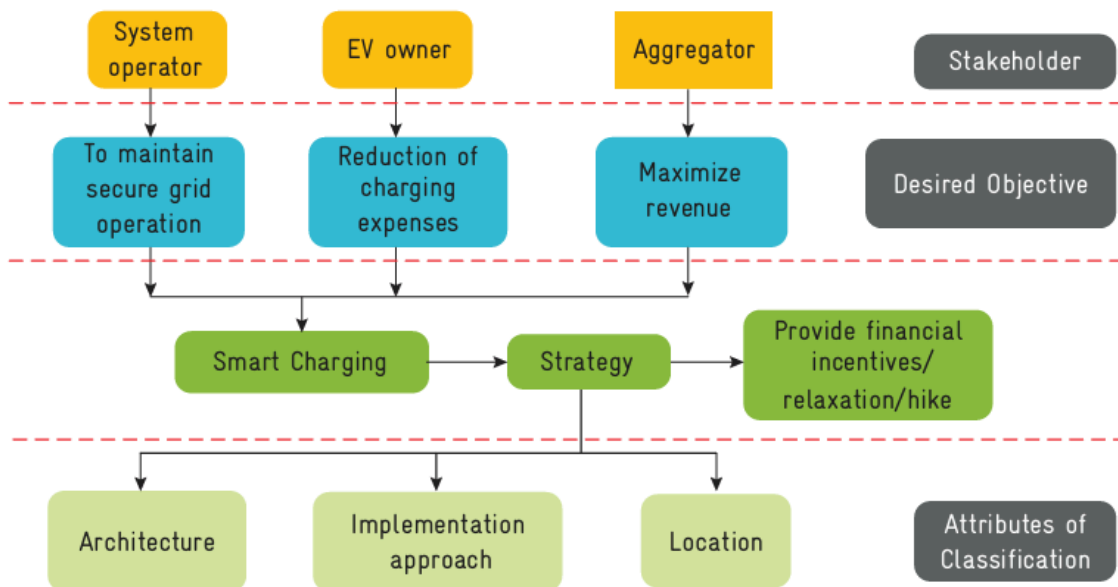 System
operator
EV owner
Aggregator
Stakeholder
To maintain
secure grid
operation
Reduction of
charging
expenses
Maximize
revenue
Desired Objective
Smart Charging
Strategy
Provide financial
incentives/
relaxation/hike
Architecture
Implementation
approach
Location
Attributes of
Classification